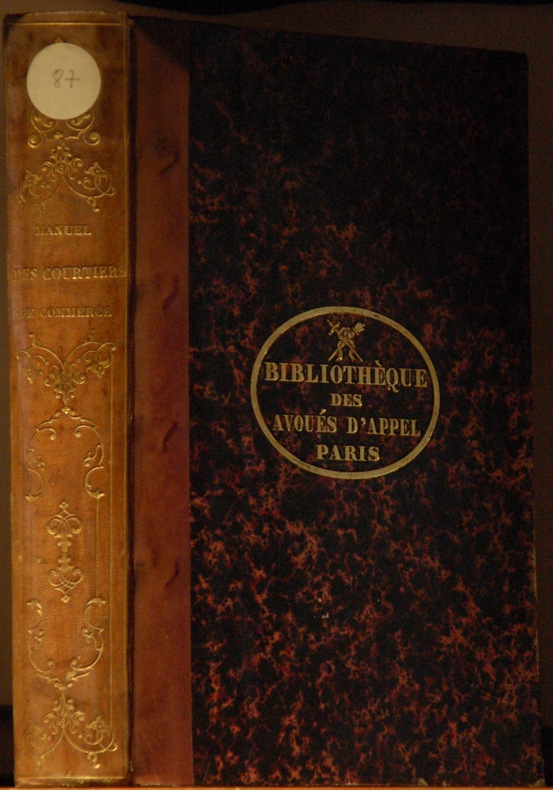 87
MANUEL
DES COURTIERS
DE COMMERCE
BIBLIOTHÈQUE
DES
AVOUÉS D'APPEL
PARIS